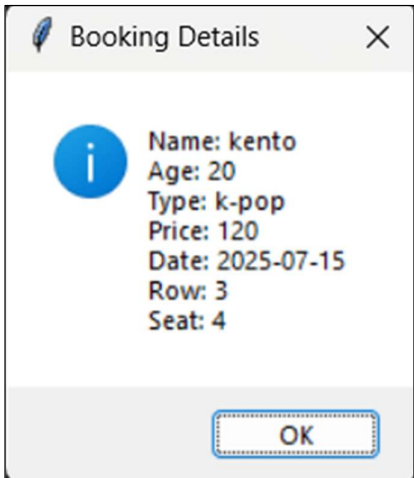 Booking Details
Name: kento
Age: 20
Type: k-pop
Price: 120
Date: 2025-07-15
Row: 3
Seat: 4
OK